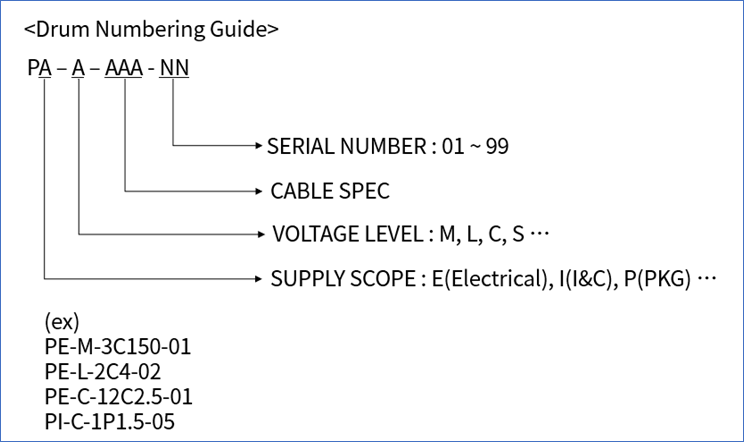 <Drum Numbering Guide>
PA – A – AAA - NN
SERIAL NUMBER : 01 ~ 99
CABLE SPEC
VOLTAGE LEVEL : M, L, C, S ⋯
SUPPLY SCOPE : E(Electrical), I(I&C), P(PKG) ⋯
(ex)
PE-M-3C150-01
PE-L-2C4-02
PE-C-12C2.5-01
PI-C-1P1.5-05